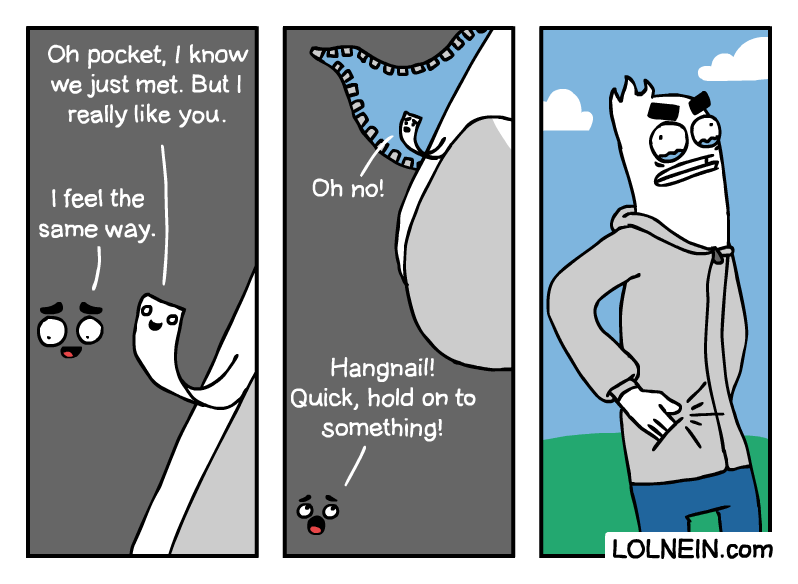 Oh pocket, I know
we just met. But I
really like you.
I feel the
same way.
Oh no!
Hangnail!
Quick, hold on to
something!
LOLNEIN.com